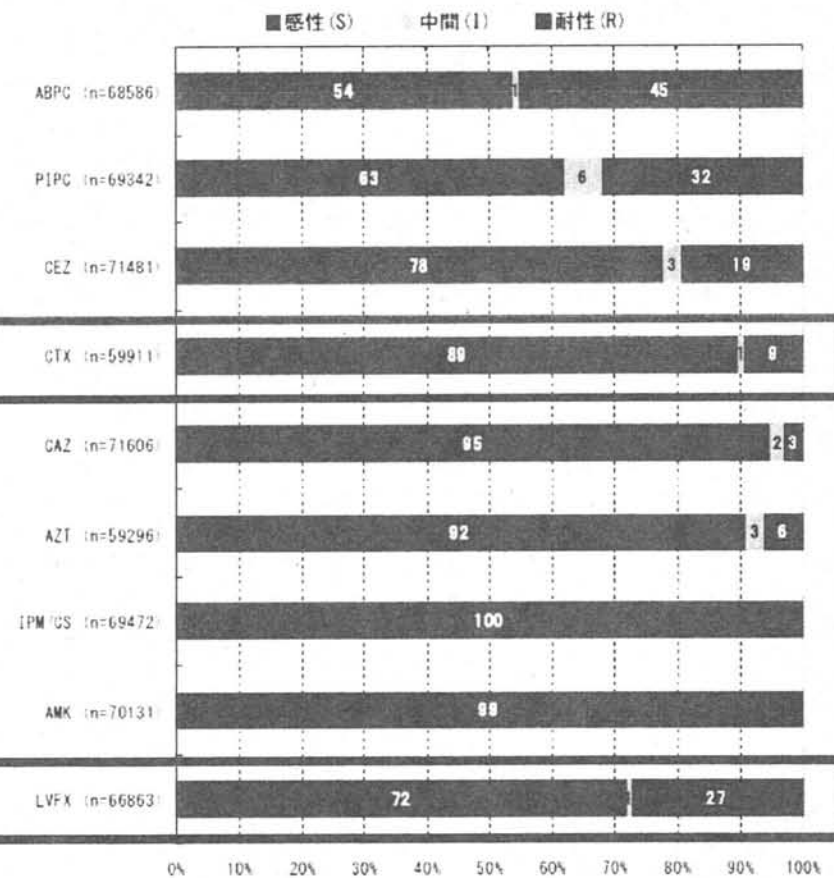 ■感性(S) 中間(I) ■耐性(R)
ABPC (n=68586) 54 1 45
PIPC (n=69342) 63 6 32
CEZ (n=71481) 78 3 19
CTX (n=59911) 89 1 9
CAZ (n=71606) 95 2 3
AZT (n=59296) 92 3 6
IPM/CS (n=69472) 100
AMK (n=70131) 99
LVFX (n=66863) 72 1 27
0% 10% 20% 30% 40% 50% 60% 70% 80% 90% 100%